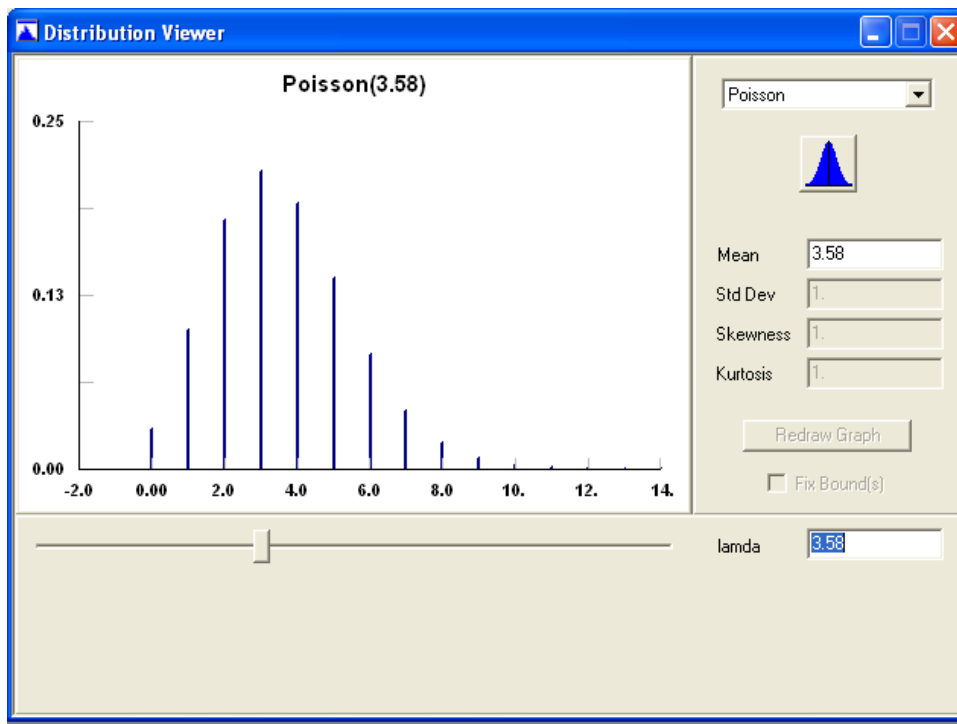 Distribution Viewer
Poisson(3.58)
0.25
0.13
0.00
-2.0 0.00 2.0 4.0 6.0 8.0 10. 12. 14.
Poisson
Mean 3.58
Std Dev 1.
Skewness 1.
Kurtosis 1.
Redraw Graph
Fix Bound(s)
lamda 3.58